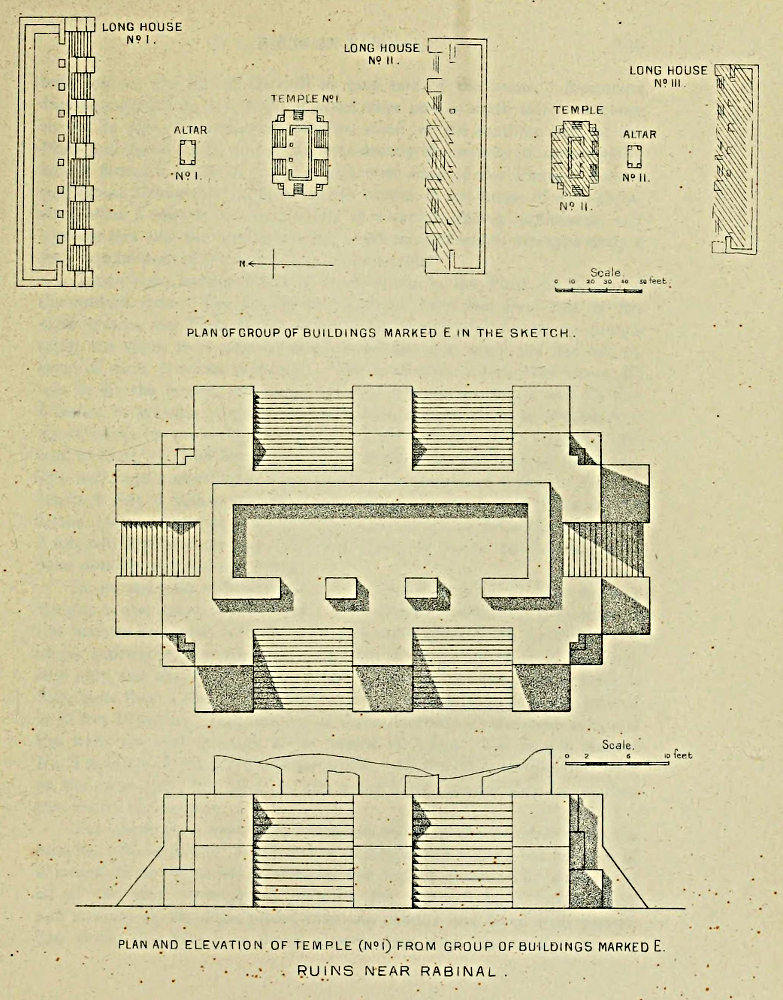 LONG HOUSE
Nº I.
LONG HOUSE
Nº II.
LONG HOUSE
Nº III.
TEMPLE Nº I.
TEMPLE
Nº II.
ALTAR
Nº I.
ALTAR
Nº II.
N.
Scale.
0 10 20 30 40 50 feet.
PLAN OF GROUP OF BUILDINGS MARKED E IN THE SKETCH.
Scale.
0 2 6 10 feet
PLAN AND ELEVATION OF TEMPLE (Nº I) FROM GROUP OF BUILDINGS MARKED E.
RUINS NEAR RABINAL.